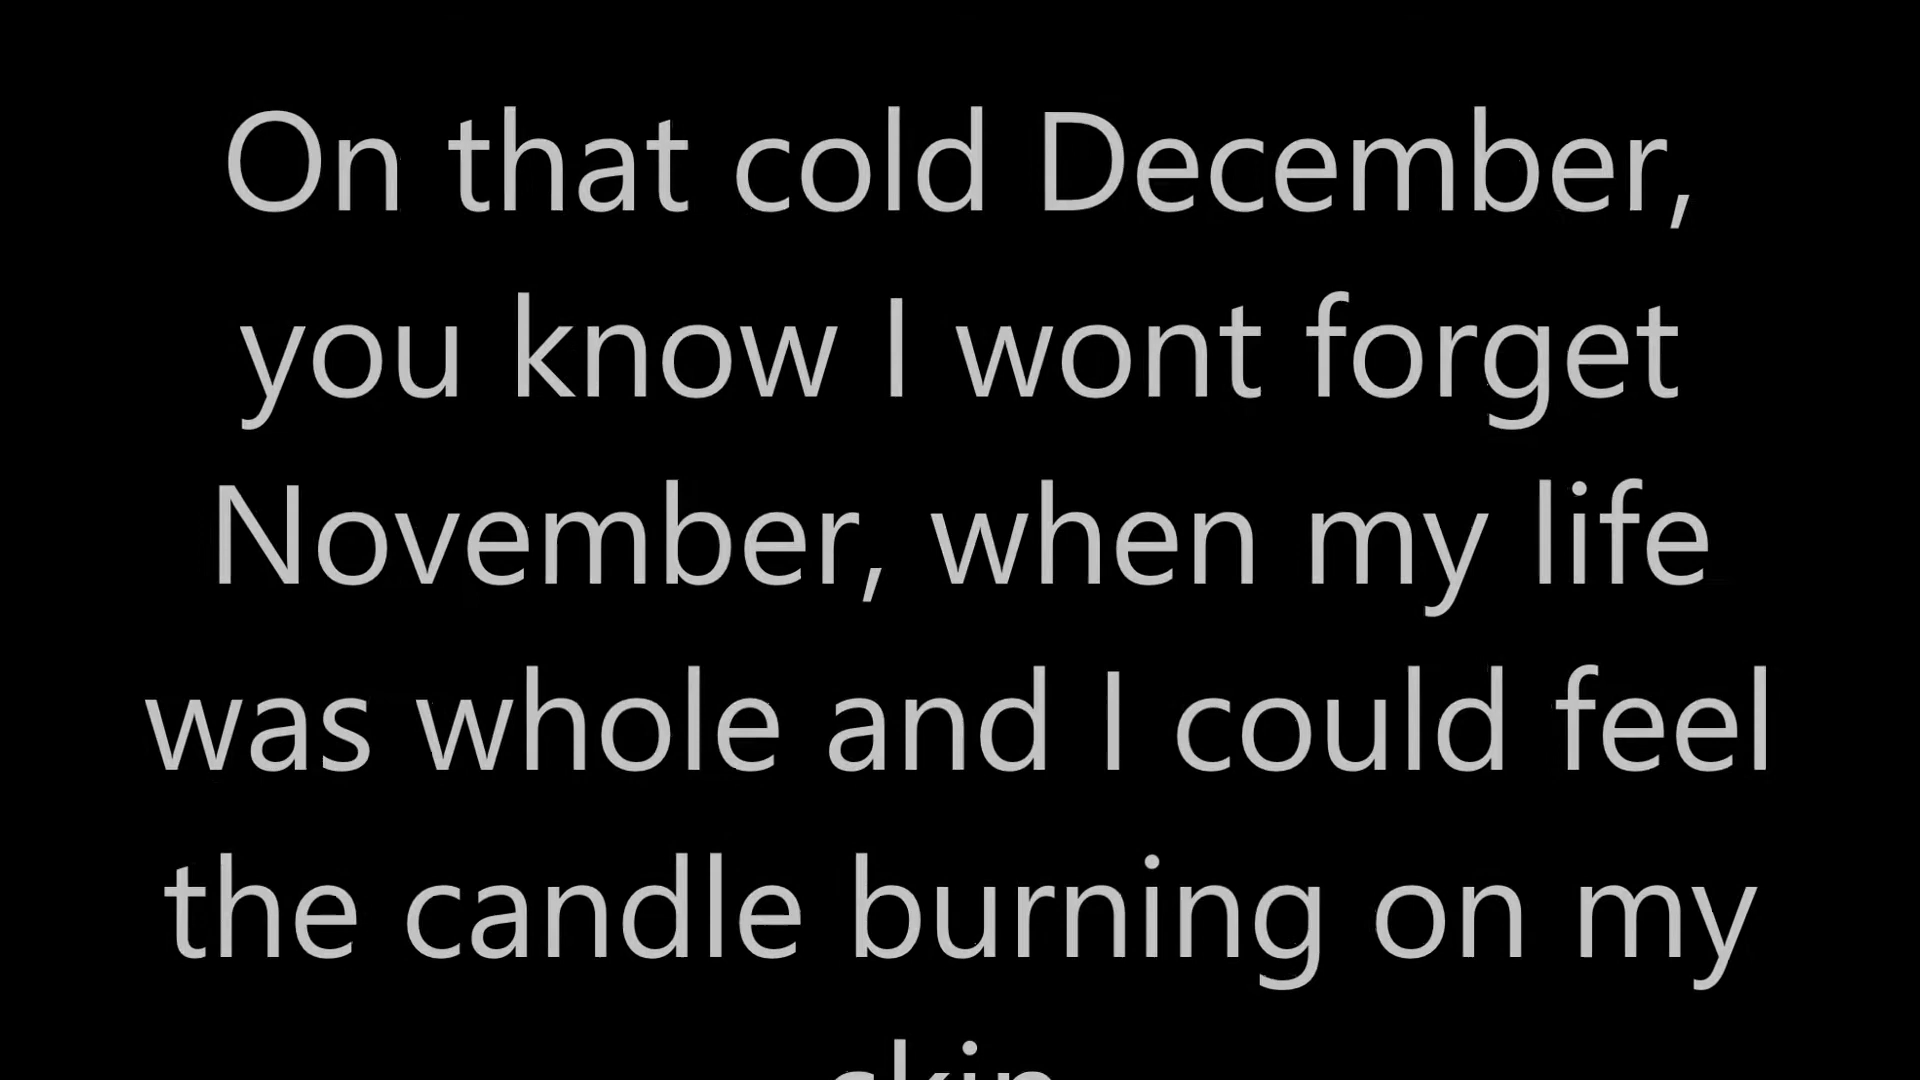 On that cold December,
you know I wont forget
November, when my life
was whole and I could feel
the candle burning on my
skin